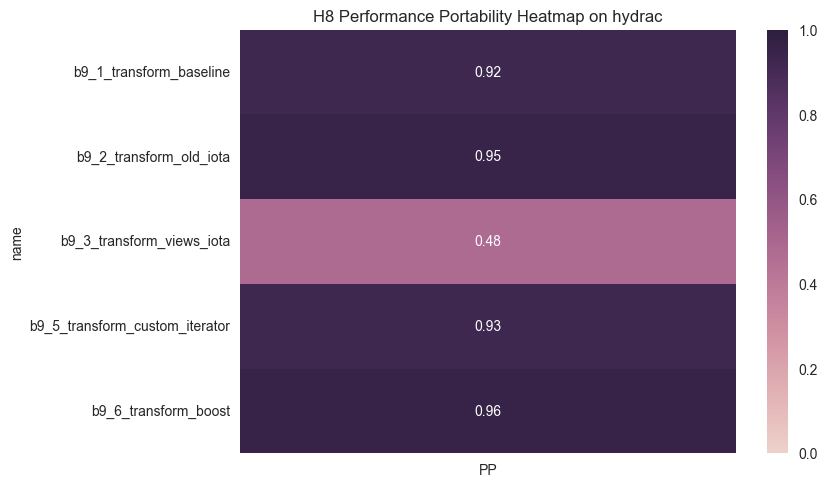 H8 Performance Portability Heatmap on hydrac
name
b9_1_transform_baseline
0.92
b9_2_transform_old_iota
0.95
b9_3_transform_views_iota
0.48
b9_5_transform_custom_iterator
0.93
b9_6_transform_boost
0.96
PP
1.0
0.8
0.6
0.4
0.2
0.0